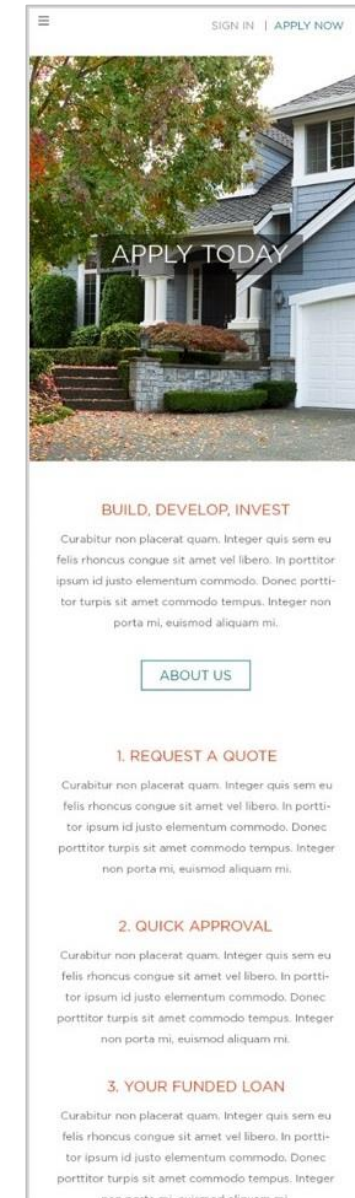 SIGN IN | APPLY NOW
APPLY TODAY
BUILD, DEVELOP, INVEST
Curabitur non placerat quam. Integer quis sem eu
felis rhoncus congue sit amet vel libero. In porttitor
ipsum id justo elementum commodo. Donec portti-
tor turpis sit amet commodo tempus. Integer non
porta mi, euismod aliquam mi.
ABOUT US
1. REQUEST A QUOTE
Curabitur non placerat quam. Integer quis sem eu
felis rhoncus congue sit amet vel libero. In portti-
tor ipsum id justo elementum commodo. Donec
porttitor turpis sit amet commodo tempus. Integer
non porta mi, euismod aliquam mi.
2. QUICK APPROVAL
Curabitur non placerat quam. Integer quis sem eu
felis rhoncus congue sit amet vel libero. In portti-
tor ipsum id justo elementum commodo. Donec
porttitor turpis sit amet commodo tempus. Integer
non porta mi, euismod aliquam mi.
3. YOUR FUNDED LOAN
Curabitur non placerat quam. Integer quis sem eu
felis rhoncus congue sit amet vel libero. In portti-
tor ipsum id justo elementum commodo. Donec
porttitor turpis sit amet commodo tempus. Integer
non porta mi, euismod aliquam mi.